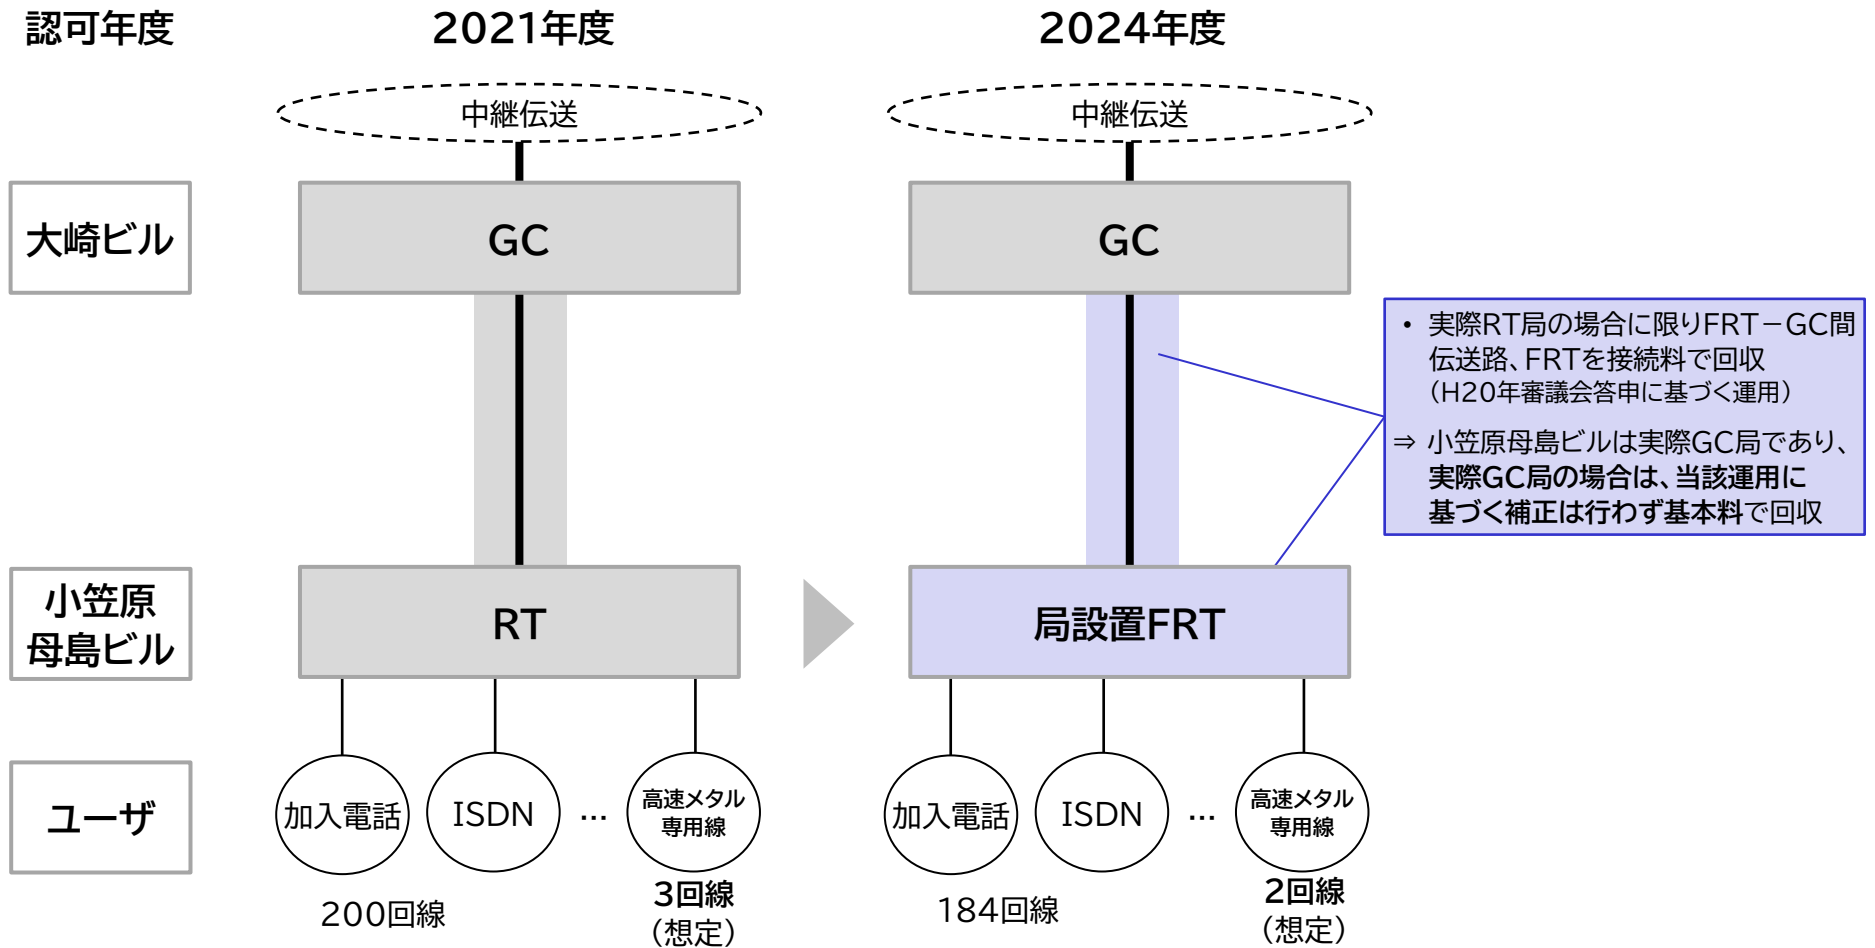 認可年度
2021年度
2024年度
中継伝送
中継伝送
大崎ビル
GC
GC
・ 実際RT局の場合に限りFRT－GC間
伝送路、FRTを接続料で回収
（H20年審議会答申に基づく運用）
⇒ 小笠原母島ビルは実際GC局であり、
実際GC局の場合は、当該運用に
基づく補正は行わず基本料で回収
小笠原
母島ビル
RT
局設置FRT
ユーザ
加入電話
ISDN
…
高速メタル
専用線
加入電話
ISDN
…
高速メタル
専用線
200回線
3回線
（想定）
184回線
2回線
（想定）